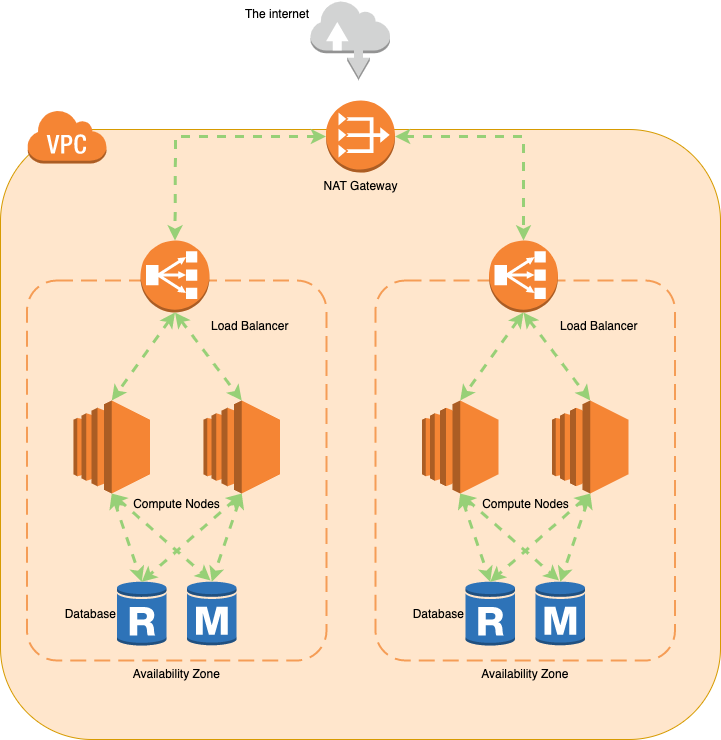 The internet
VPC
NAT Gateway
Load Balancer
Load Balancer
Compute Nodes
Compute Nodes
Database
R
M
Database
R
M
Availability Zone
Availability Zone